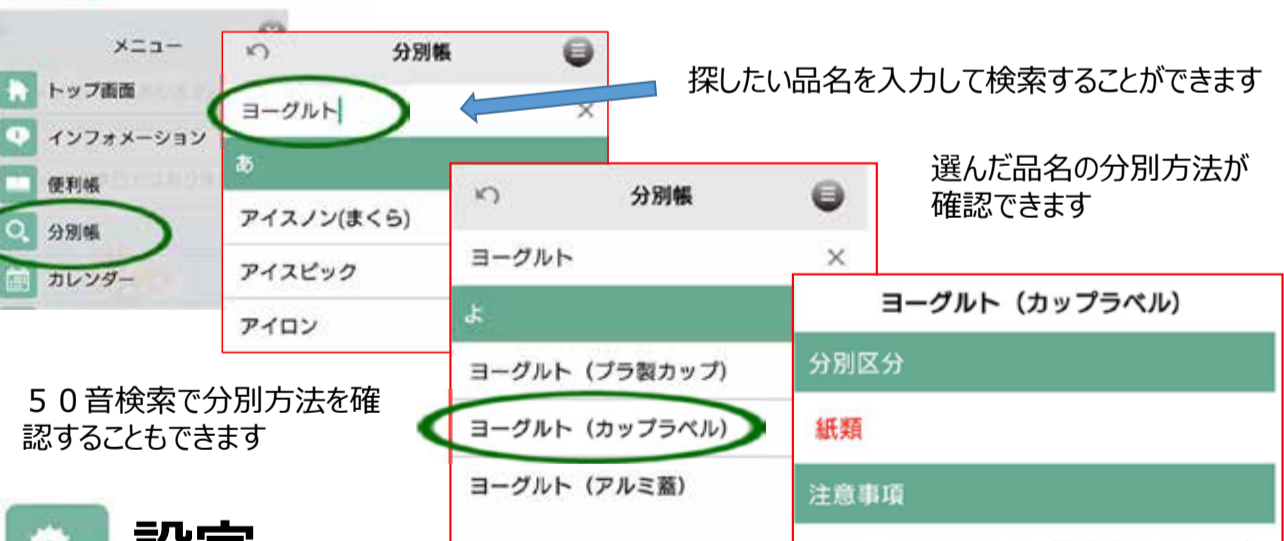 メニュー
トップ画面
インフォメーション
便利帳
分別帳
カレンダー
分別帳
ヨーグルト
あ
アイスノン(まくら)
アイスピック
アイロン
探したい品名を入力して検索することができます
選んだ品名の分別方法が
確認できます
分別帳
ヨーグルト
よ
ヨーグルト（プラ製カップ）
ヨーグルト（カップラベル）
ヨーグルト（アルミ蓋）
ヨーグルト（カップラベル）
分別区分
紙類
注意事項
５０音検索で分別方法を確
認することもできます
設定